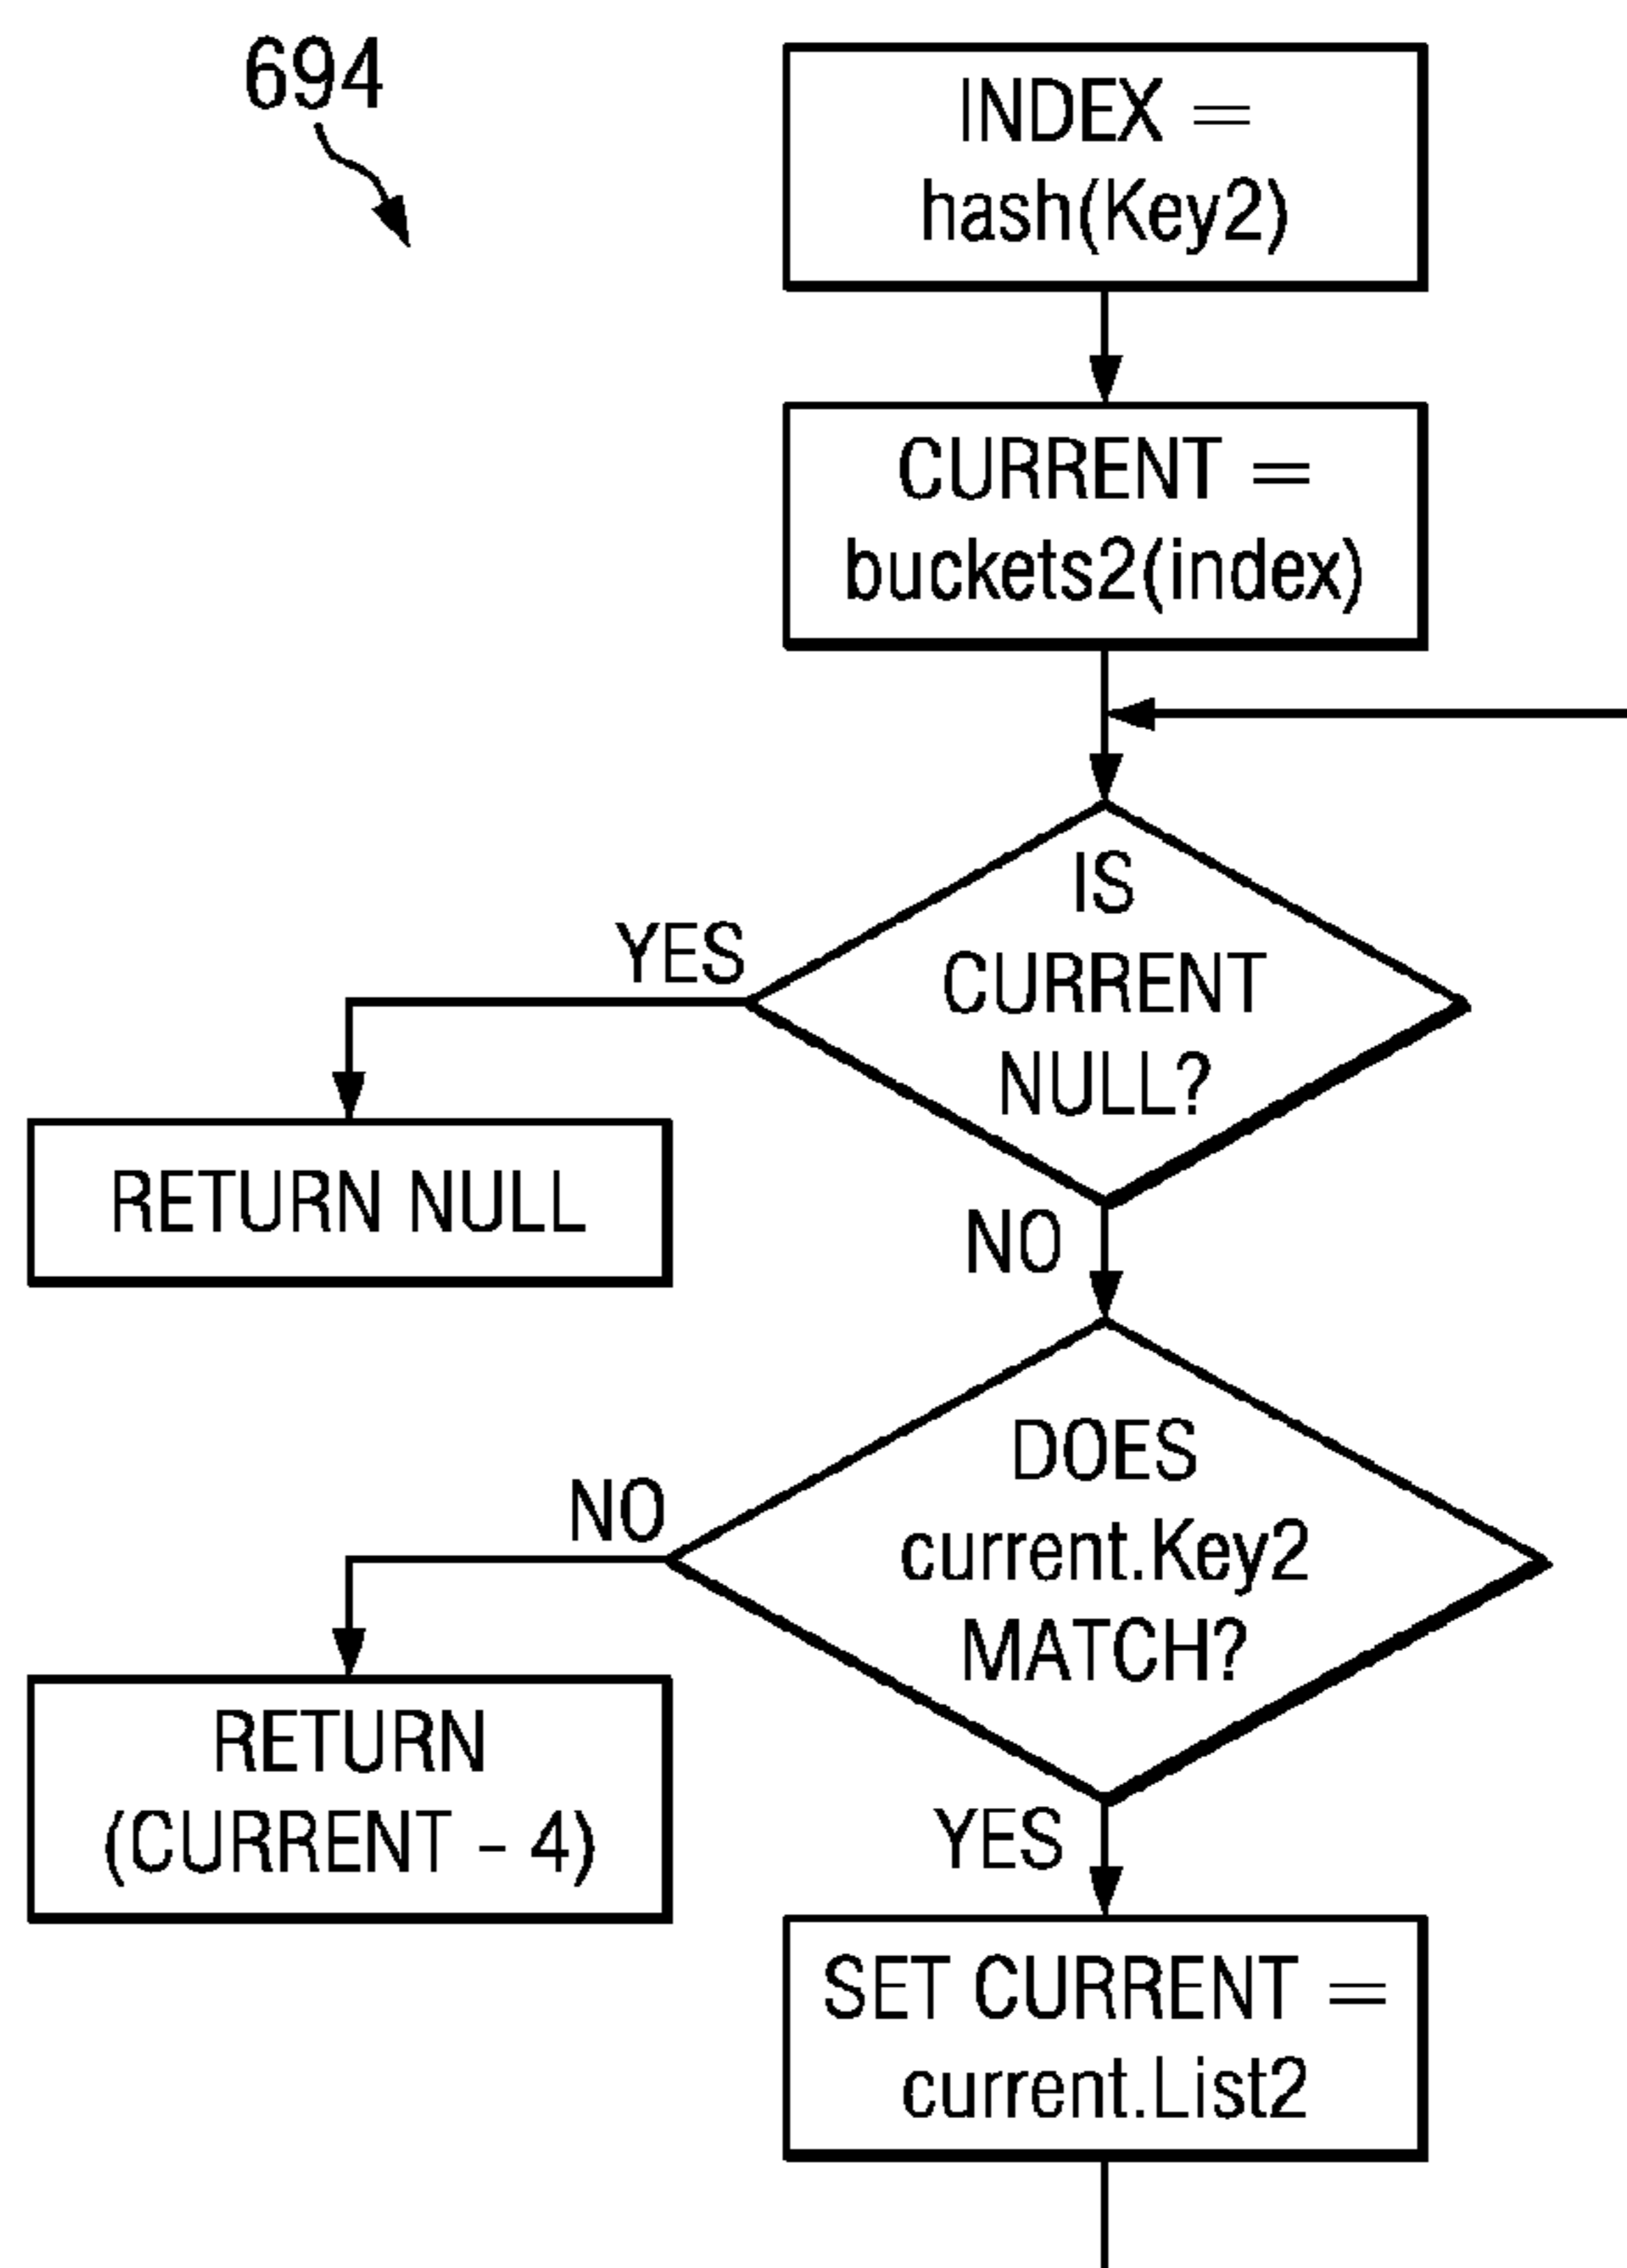 694
INDEX =
hash(Key2)
CURRENT =
buckets2(index)
IS
CURRENT
NULL?
YES
RETURN NULL
NO
DOES
current.Key2
MATCH?
NO
RETURN
(CURRENT - 4)
YES
SET CURRENT =
current.List2